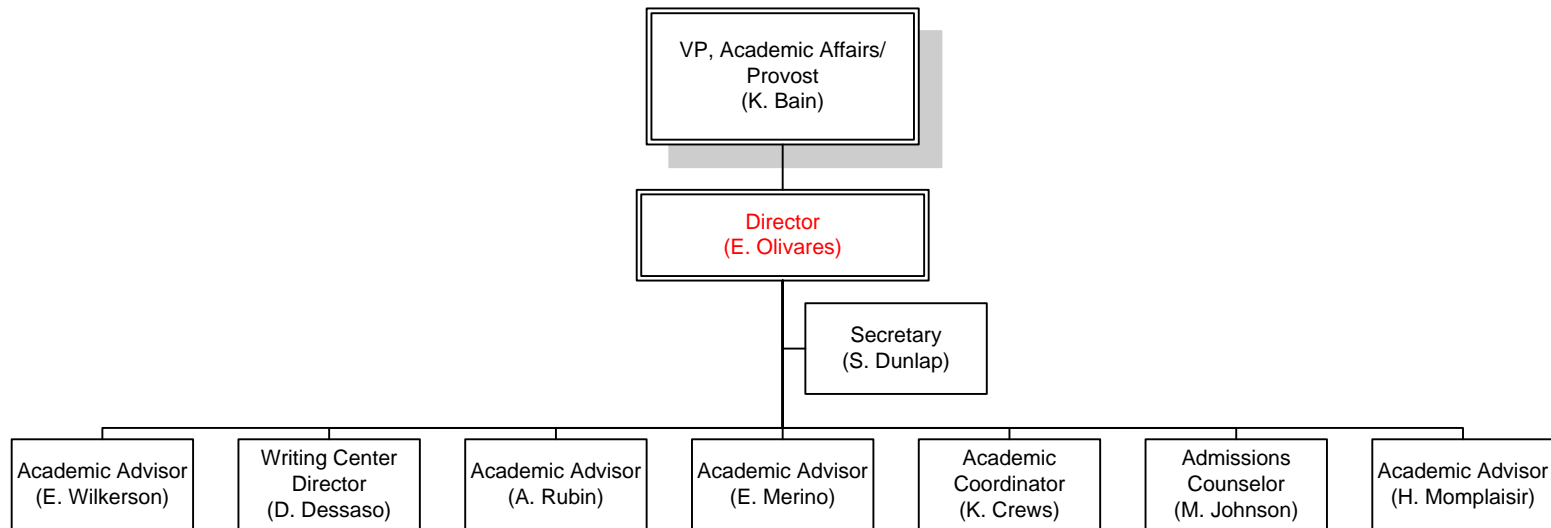 VP, Academic Affairs/
Provost
(K. Bain)
Director
(E. Olivares)
Secretary
(S. Dunlap)
Academic Advisor
(E. Wilkerson)
Writing Center
Director
(D. Dessaso)
Academic Advisor
(A. Rubin)
Academic Advisor
(E. Merino)
Academic
Coordinator
(K. Crews)
Admissions
Counselor
(M. Johnson)
Academic Advisor
(H. Momplaisir)